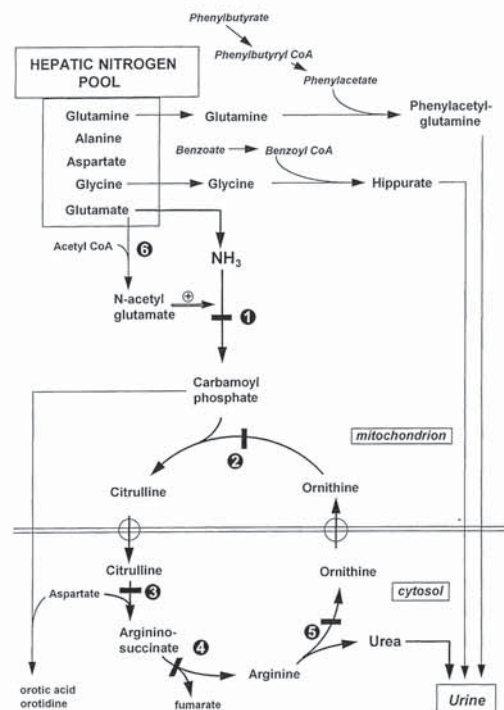 Phenylbutyrate
Phenylbutyryl CoA
Phenylacetate
HEPATIC NITROGEN
POOL
Glutamine
Glutamine
Phenylacetyl-
glutamine
Alanine
Aspartate
Benzoate
Benzoyl CoA
Glycine
Glycine
Hippurate
Glutamate
Acetyl CoA
6
NH3
N-acetyl
glutamate
+
1
Carbamoyl
phosphate
mitochondrion
2
Citrulline
Ornithine
Citrulline
Ornithine
cytosol
Aspartate
3
Arginino-
succinate
4
5
Urea
Arginine
orotic acid
orotidine
fumarate
Urine